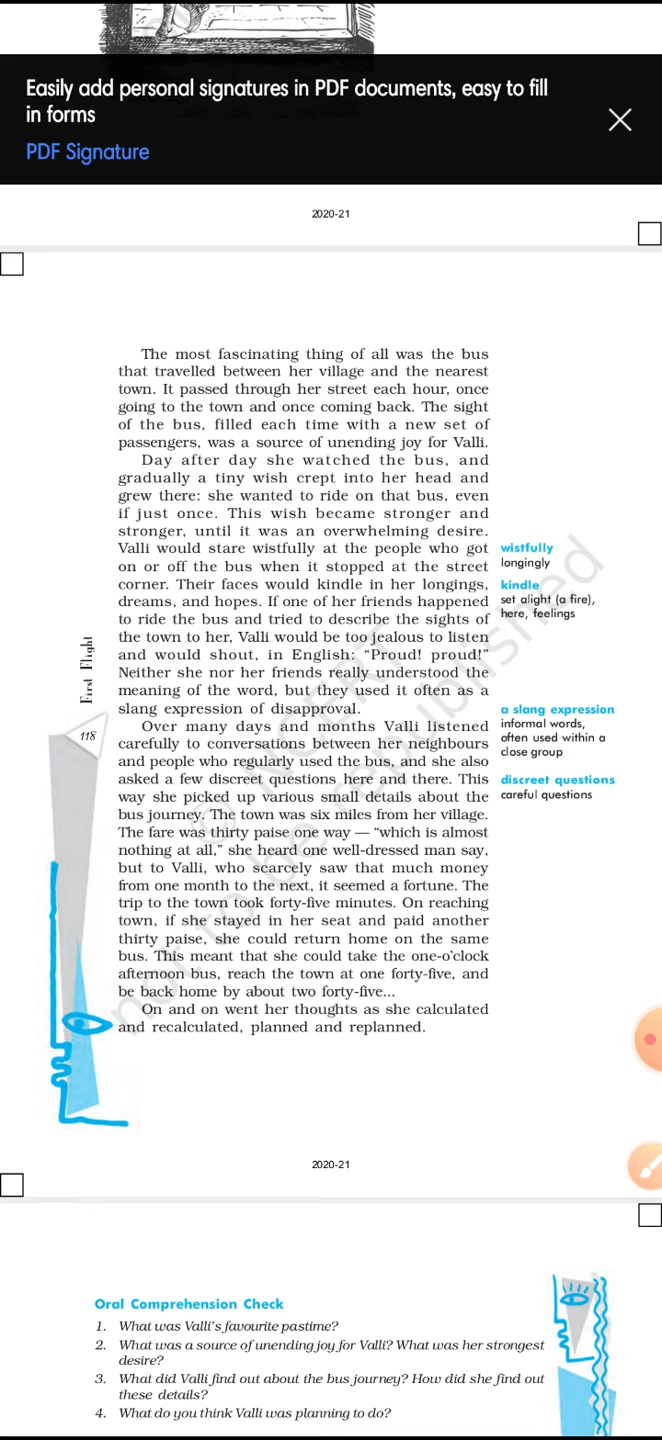 Easily add personal signatures in PDF documents, easy to fill
in forms
PDF Signature
2020-21
The most fascinating thing of all was the bus
that travelled between her village and the nearest
town. It passed through her street each hour, once
going to the town and once coming back. The sight
of the bus, filled each time with a new set of
passengers, was a source of unending joy for Valli.
Day after day she watched the bus, and
gradually a tiny wish crept into her head and
grew there: she wanted to ride on that bus, even
if just once. This wish became stronger and
stronger, until it was an overwhelming desire.
Valli would stare wistfully at the people who got
on or off the bus when it stopped at the street
corner. Their faces would kindle in her longings,
dreams, and hopes. If one of her friends happened
to ride the bus and tried to describe the sights of
the town to her, Valli would be too jealous to listen
and would shout, in English: “Proud! proud!”
Neither she nor her friends really understood the
meaning of the word, but they used it often as a
slang expression of disapproval.
Over many days and months Valli listened
carefully to conversations between her neighbours
and people who regularly used the bus, and she also
asked a few discreet questions here and there. This
way she picked up various small details about the
bus journey. The town was six miles from her village.
The fare was thirty paise one way — “which is almost
nothing at all,” she heard one well-dressed man say,
but to Valli, who scarcely saw that much money
from one month to the next, it seemed a fortune. The
trip to the town took forty-five minutes. On reaching
town, if she stayed in her seat and paid another
thirty paise, she could return home on the same
bus. This meant that she could take the one-o’clock
afternoon bus, reach the town at one forty-five, and
be back home by about two forty-five...
On and on went her thoughts as she calculated
and recalculated, planned and replanned.
wistfully
longingly
kindle
set alight (a fire),
here, feelings
a slang expression
informal words,
often used within a
close group
discreet questions
careful questions
First Flight
118
© NCERT
not to be republished
2020-21
Oral Comprehension Check
1. What was Valli’s favourite pastime?
2. What was a source of unending joy for Valli? What was her strongest
desire?
3. What did Valli find out about the bus journey? How did she find out
these details?
4. What do you think Valli was planning to do?